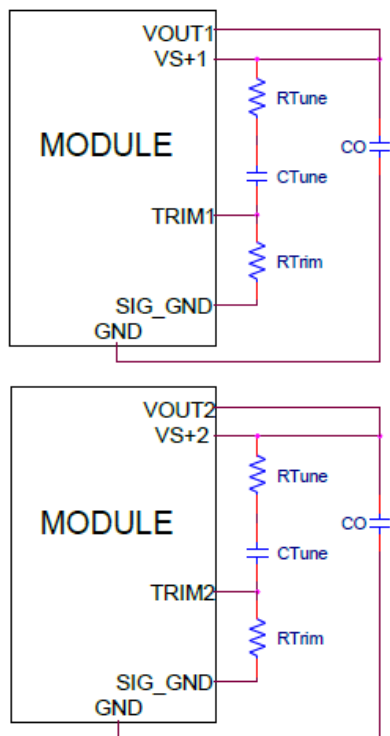 VOUT1
VS+1
RTune
MODULE
CO
CTune
TRIM1
RTrim
SIG_GND
GND
VOUT2
VS+2
RTune
MODULE
CO
CTune
TRIM2
RTrim
SIG_GND
GND